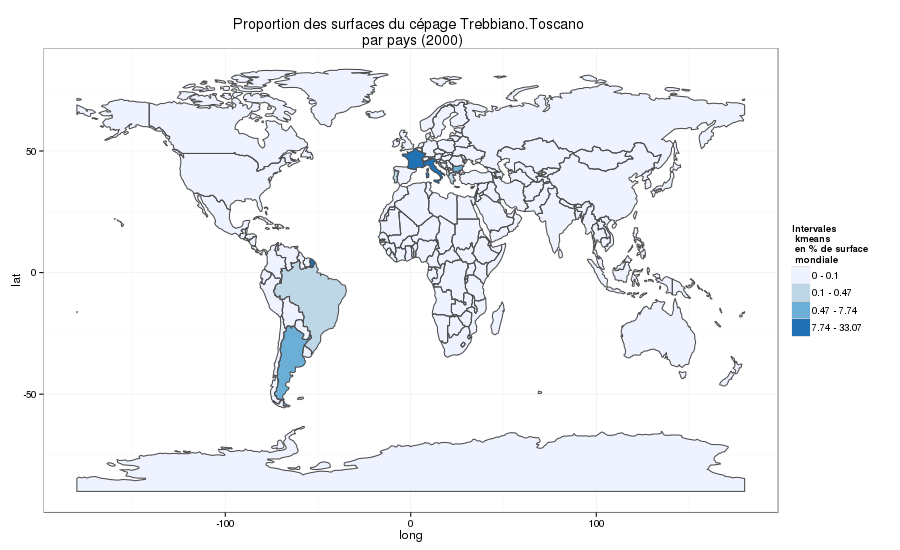 Proportion des surfaces du cépage Trebbiano.Toscano
par pays (2000)
50
0
-50
lat
-100
0
100
long
Intervales
kmeans
en % de surface
mondiale
0 - 0.1
0.1 - 0.47
0.47 - 7.74
7.74 - 33.07